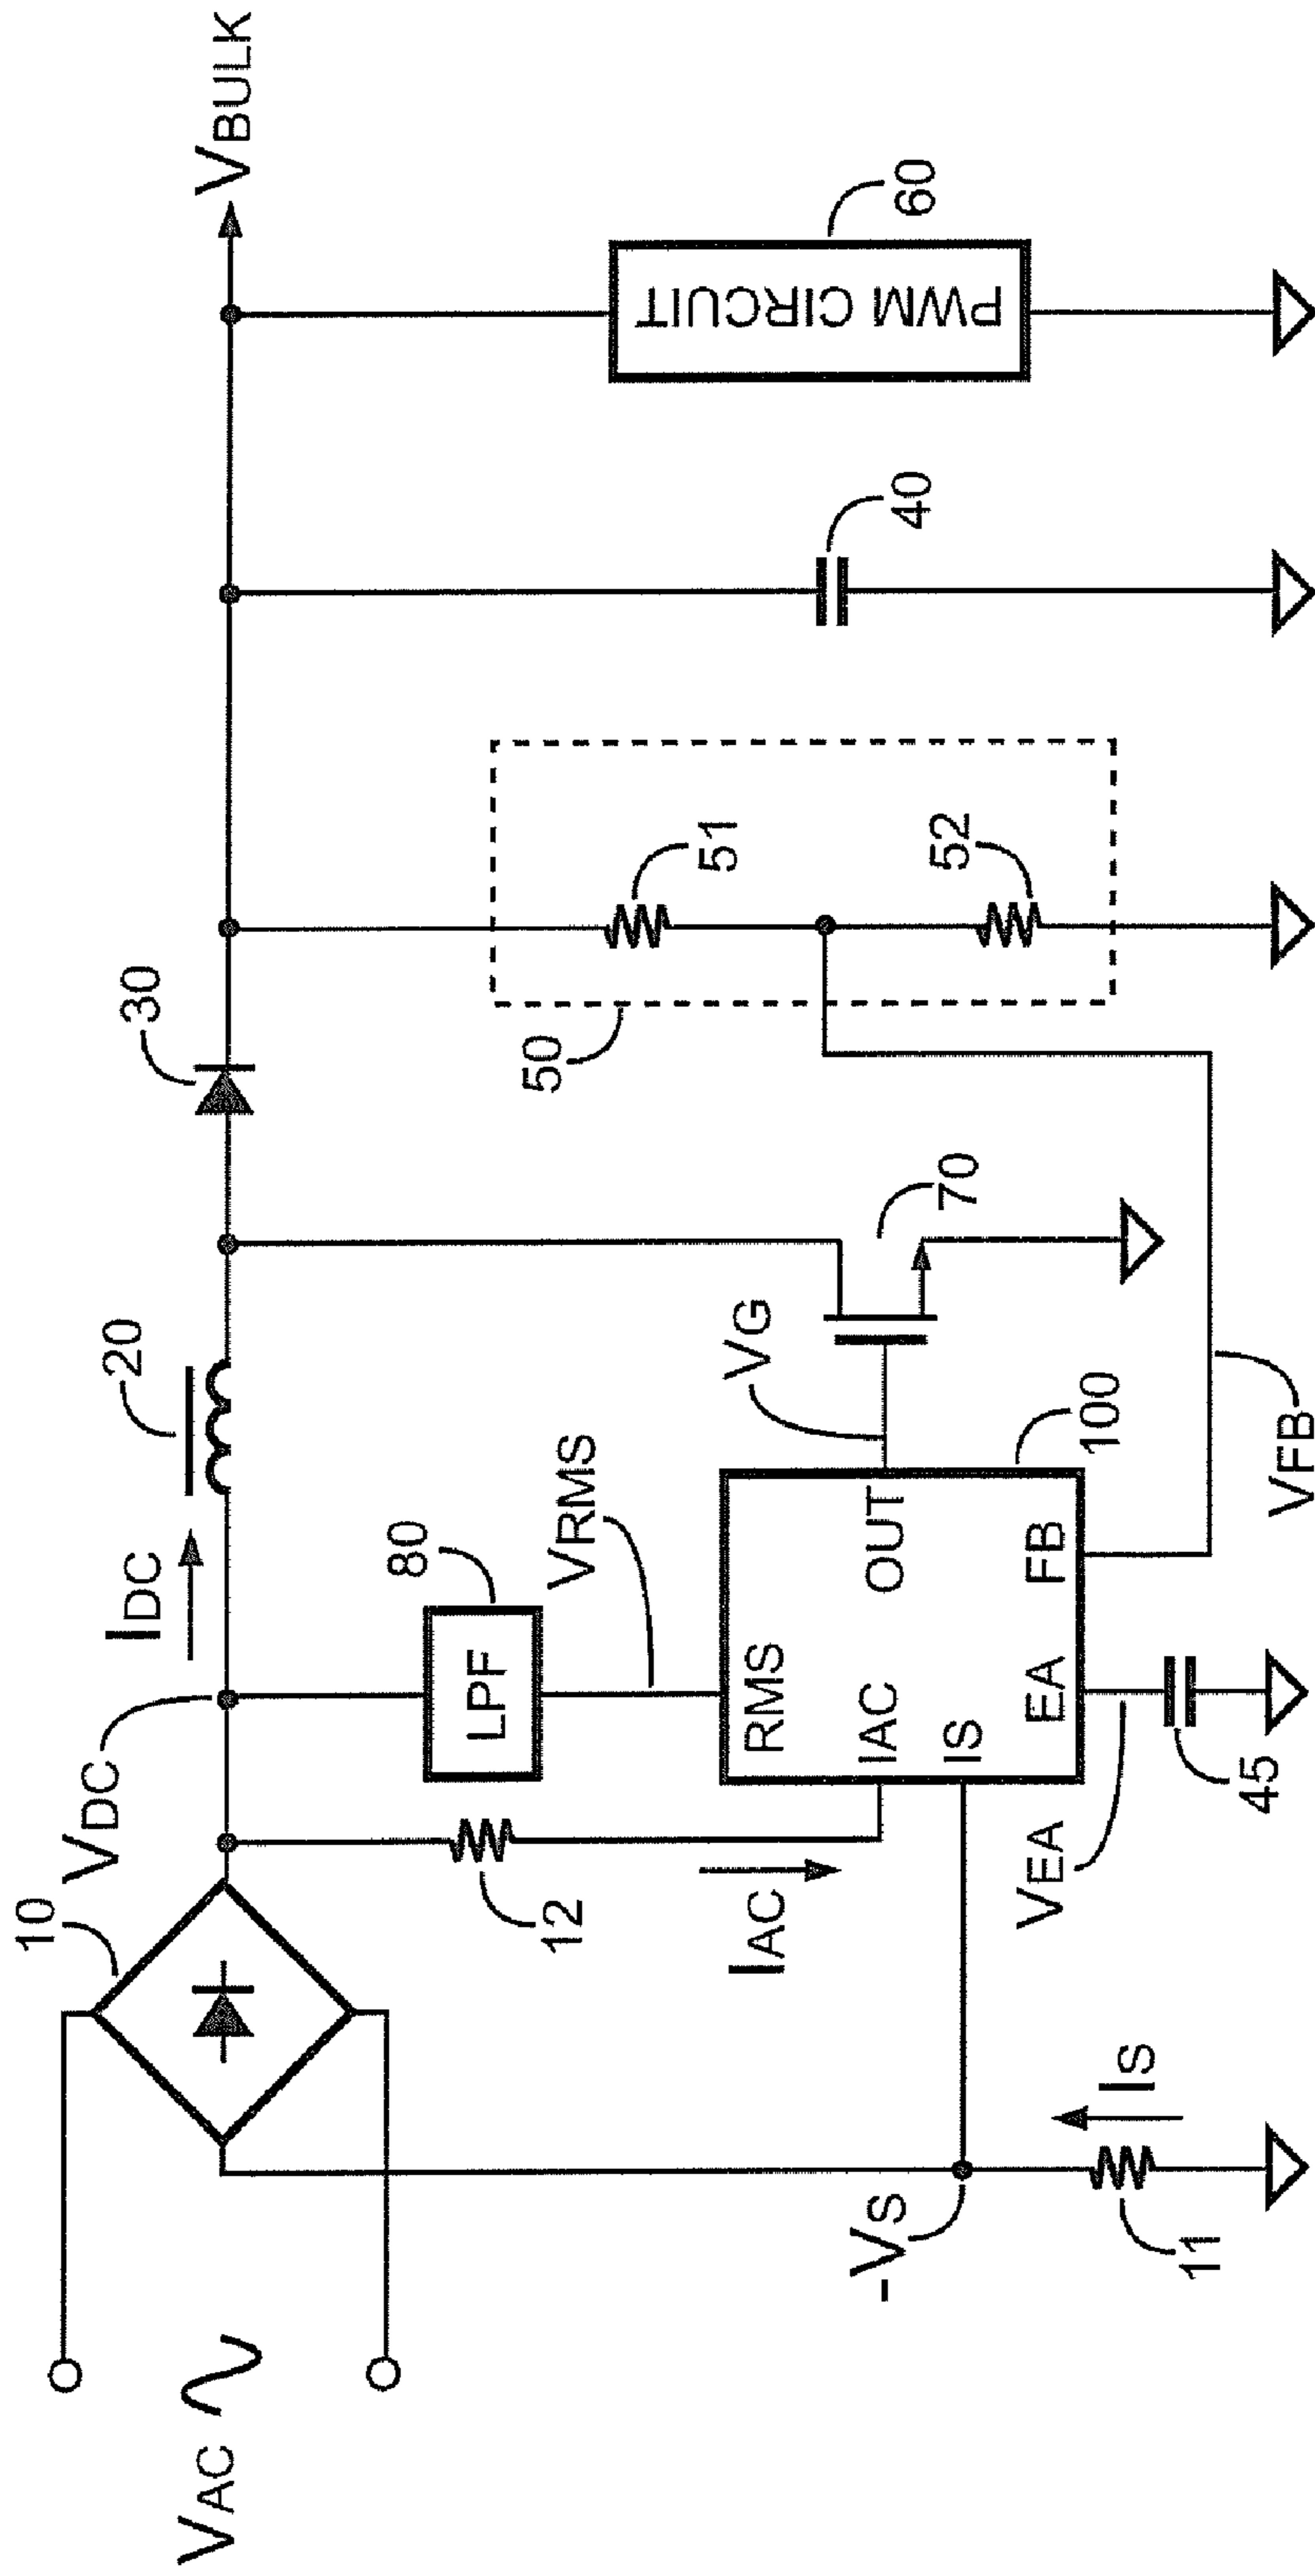 VAC
10
VDC
IDC
20
30
VBULK
12
IAC
LPF
80
VRMS
RMS
IAC
IS
OUT
EA
FB
100
VG
70
50
51
52
40
PWM CIRCUIT
60
-VS
IS
11
VEA
45
VFB